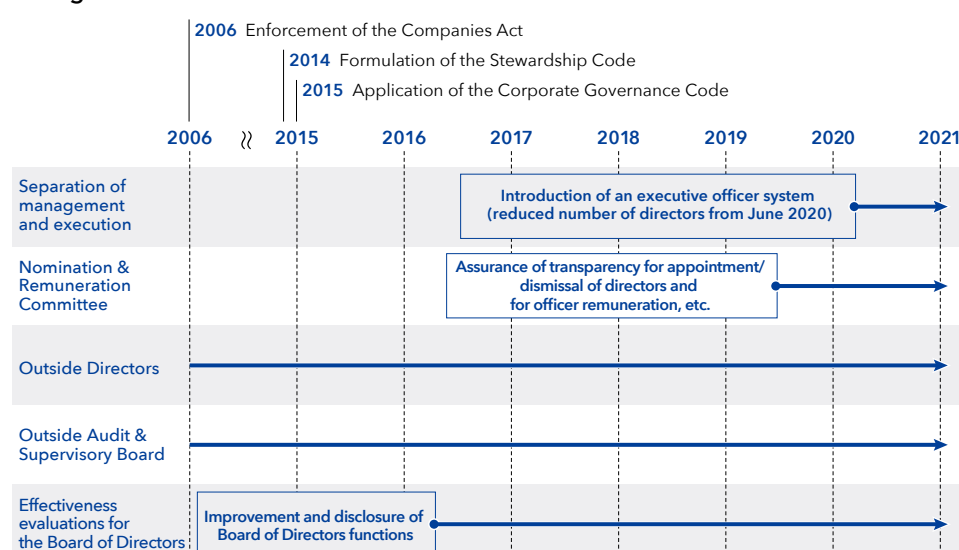 2006 Enforcement of the Companies Act
2014 Formulation of the Stewardship Code
2015 Application of the Corporate Governance Code
2006 2015 2016 2017 2018 2019 2020 2021
Separation of
management
and execution
Introduction of an executive officer system
(reduced number of directors from June 2020)
Nomination &
Remuneration
Committee
Assurance of transparency for appointment/
dismissal of directors and
for officer remuneration, etc.
Outside Directors
Outside Audit &
Supervisory Board
Effectiveness
evaluations for
the Board of Directors
Improvement and disclosure of
Board of Directors functions